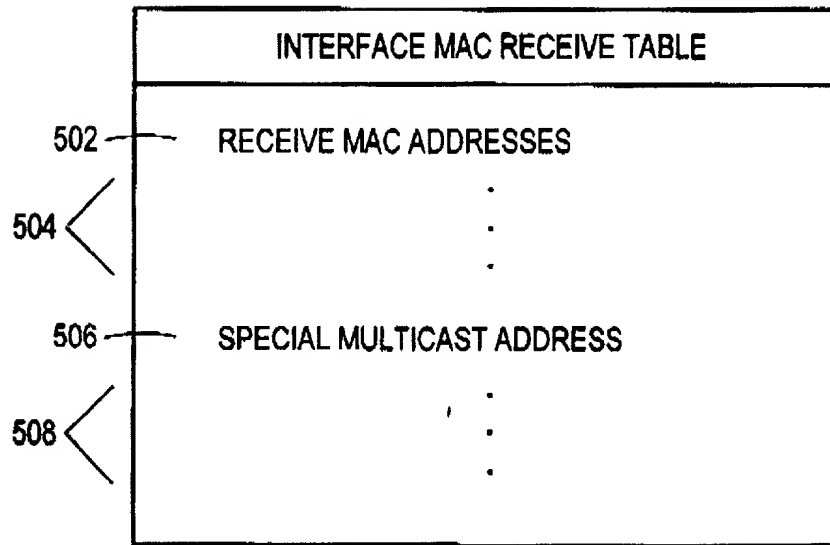 INTERFACE MAC RECEIVE TABLE
502 RECEIVE MAC ADDRESSES
504
506 SPECIAL MULTICAST ADDRESS
508